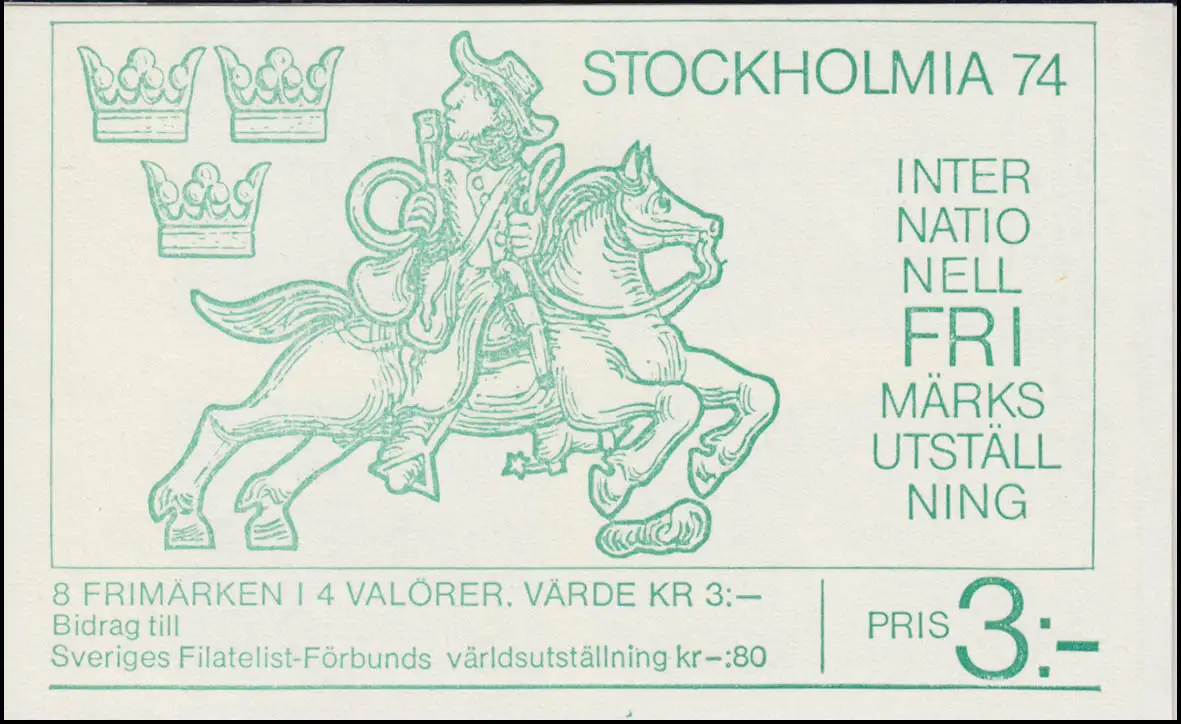 STOCKHOLMIA 74
INTER
NATIO
NELL
FRI
MÄRKS
UTSTÄLL
NING
8 FRIMÄRKEN I 4 VALÖRER. VÄRDE KR 3:–
Bidrag till
Sveriges Filatelist-Förbunds världsutställning kr–:80
PRIS 3:-